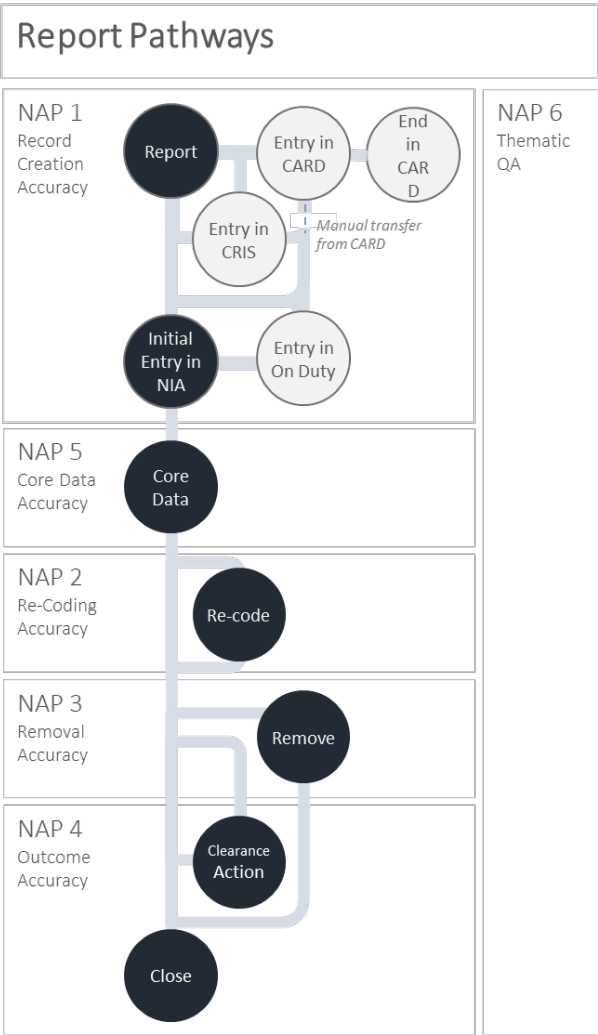 Report Pathways
NAP 1
Record
Creation
Accuracy
Report
Entry in
CARD
End
in
CAR
D
Entry in
CRIS
Manual transfer
from CARD
Initial
Entry in
NIA
Entry in
On Duty
NAP 6
Thematic
QA
NAP 5
Core Data
Accuracy
Core
Data
NAP 2
Re-Coding
Accuracy
Re-code
NAP 3
Removal
Accuracy
Remove
NAP 4
Outcome
Accuracy
Clearance
Action
Close